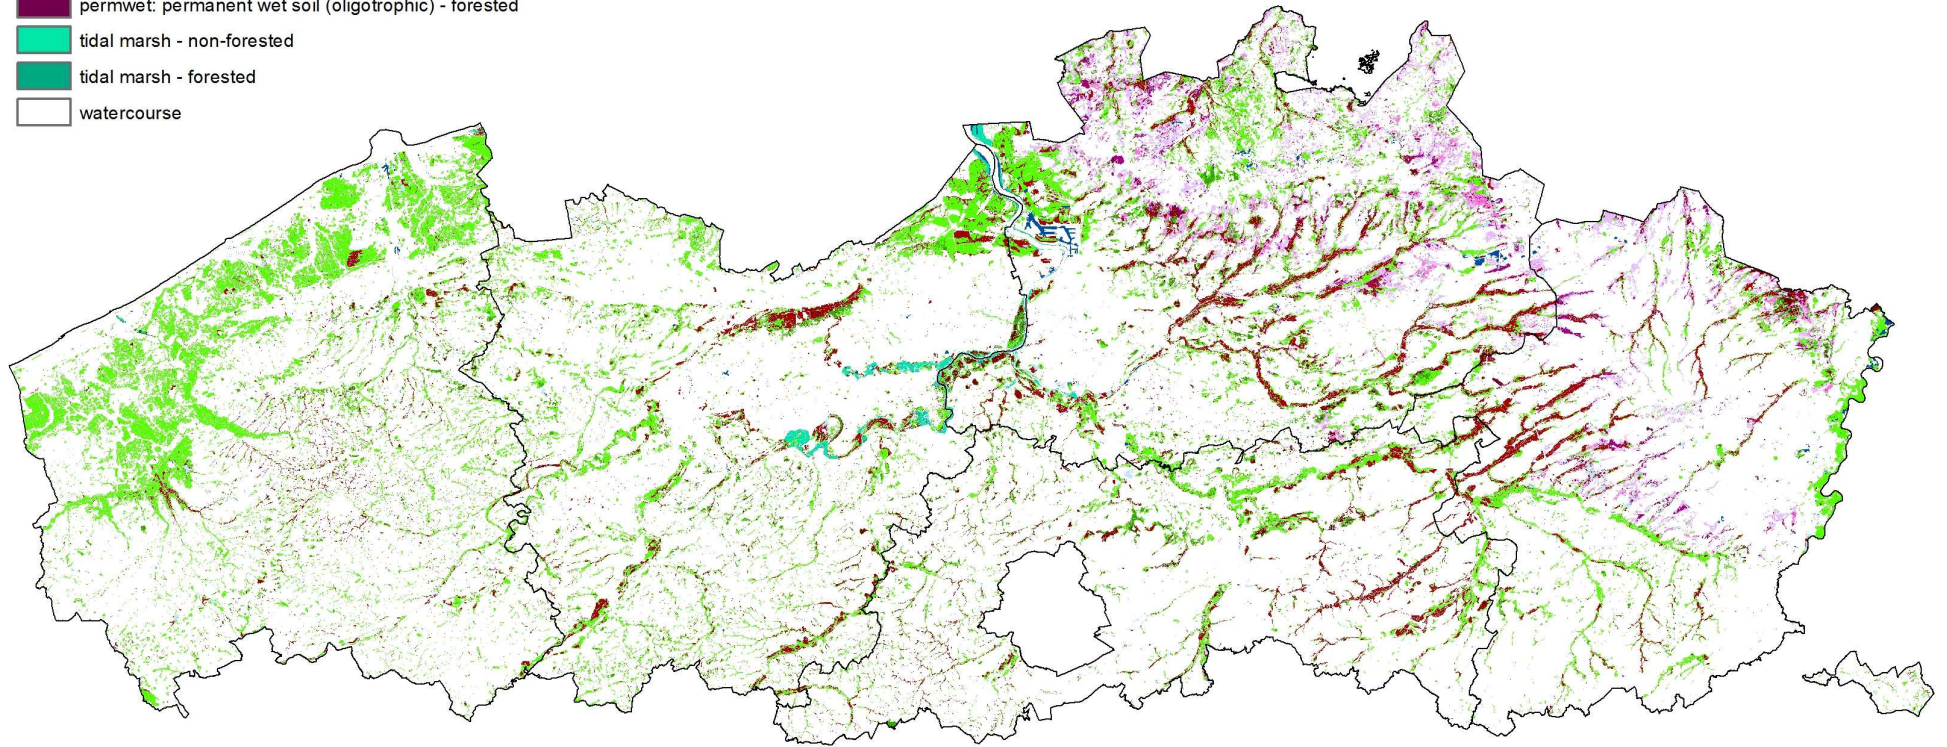 permwet: permanent wet soil (oligotrophic) - forested
tidal marsh - non-forested
tidal marsh - forested
watercourse